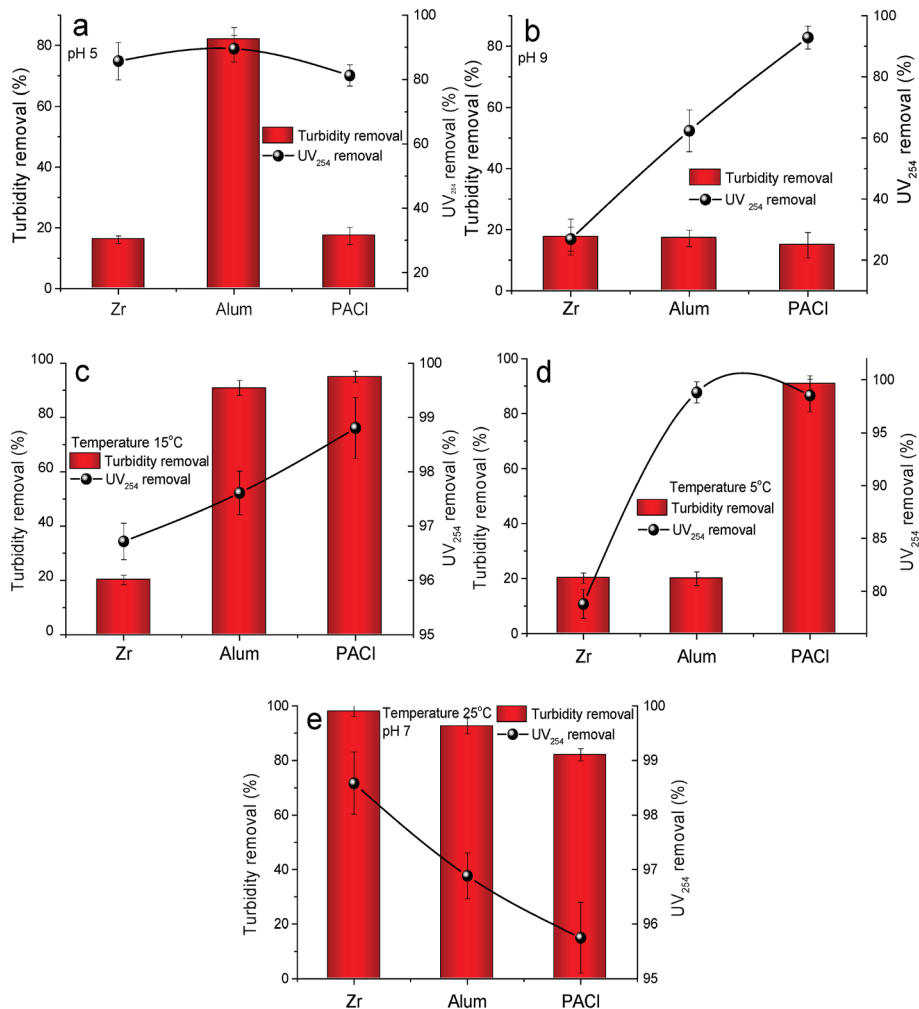 a
pH 5
Turbidity removal (%)
80
60
40
20
0
Turbidity removal
UV254 removal
100
80
60
40
20
UV254 removal (%)
Zr Alum PACl
b
pH 9
Turbidity removal (%)
80
60
40
20
0
Turbidity removal
UV 254 removal
100
80
60
40
20
UV254 removal (%)
Zr Alum PACl
c
Temperature 15°C
Turbidity removal (%)
100
80
60
40
20
0
Turbidity removal
UV254 removal
100
99
98
97
96
95
UV254 removal (%)
Zr Alum PACl
d
Temperature 5°C
Turbidity removal (%)
100
80
60
40
20
0
Turbidity removal
UV254 removal
100
95
90
85
80
UV254 removal (%)
Zr Alum PACl
e
Temperature 25°C
pH 7
Turbidity removal (%)
100
80
60
40
20
0
Turbidity removal
UV254 removal
100
99
98
97
96
95
UV254 removal (%)
Zr Alum PACl